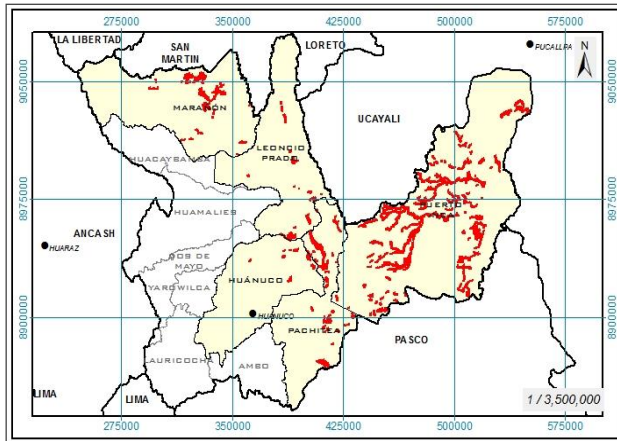 275000 350000 425000 500000 575000
LA LIBERTAD
SAN
MARTIN
LORETO
PUCALLPA
N
9050000
9050000
MARAÑON
UCAYALI
LEONCIO
PRADO
HUACAYBAMBA
8975000
8975000
PUERTO
INCA
HUAMALIES
ANCASH
HUARAZ
DOS DE
MAYO
YAROWILCA
HUÁNUCO
HUANUCO
8900000
8900000
PACHITEA
PASCO
LAURICOCHA
AMBO
LIMA
LIMA
1 / 3,500,000
275000 350000 425000 500000 575000